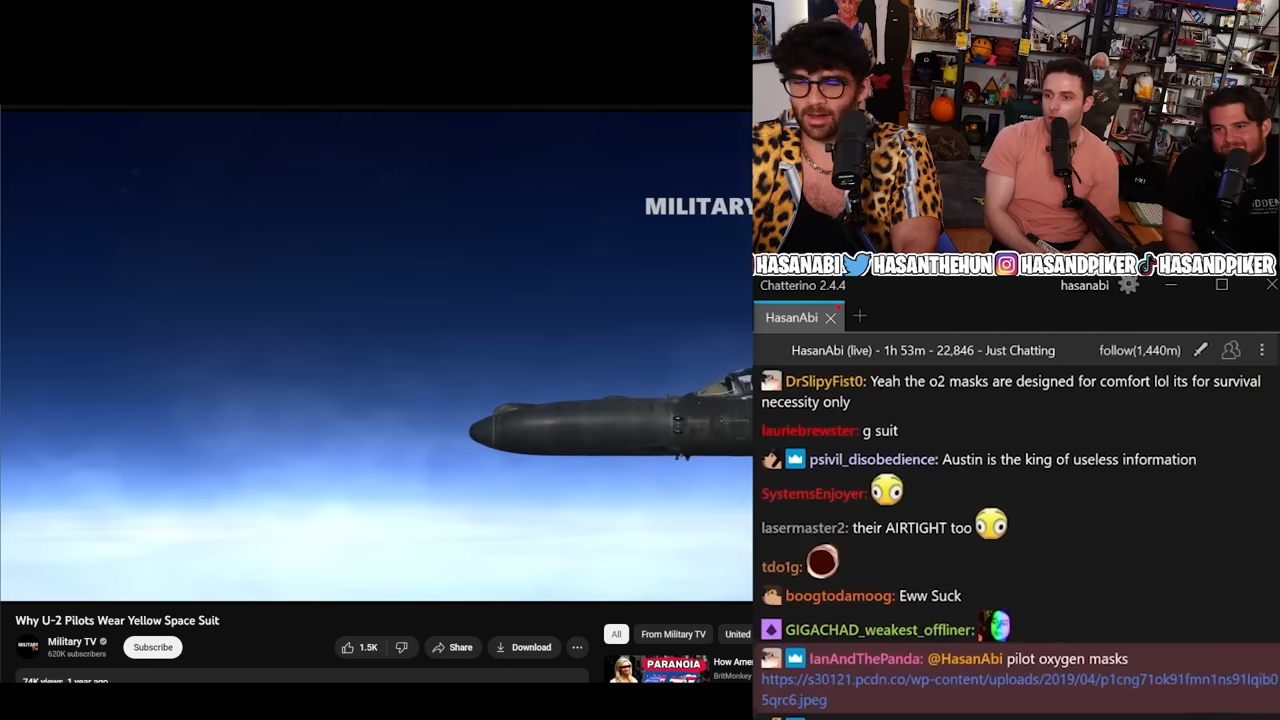 MILITARY
HASANABI HASANTHEHUN HASANDPIKER HASANDPIKER
Chatterino 2.4.4
hasanabi
HasanAbi
HasanAbi (live) - 1h 53m - 22,846 - Just Chatting
follow(1,440m)
DrSlipyFist0: Yeah the o2 masks are designed for comfort lol its for survival
necessity only
lauriebrewster: g suit
psivil_disobedience: Austin is the king of useless information
SystemsEnjoyer:
lasermaster2: their AIRTIGHT too
tdo1g:
boogtodamoog: Eww Suck
GIGACHAD_weakest_offliner:
IanAndThePanda: @HasanAbi pilot oxygen masks
https://s30121.pcdn.co/wp-content/uploads/2019/04/p1cng71ok91fmn1ns91lqib0
5qrc6.jpeg
Why U-2 Pilots Wear Yellow Space Suit
Military TV
620K subscribers
Subscribe
1.5K
Share
Download
All
From Military TV
United
PARANOIA
How Amer
BritMonkey
74K views 1 year ago